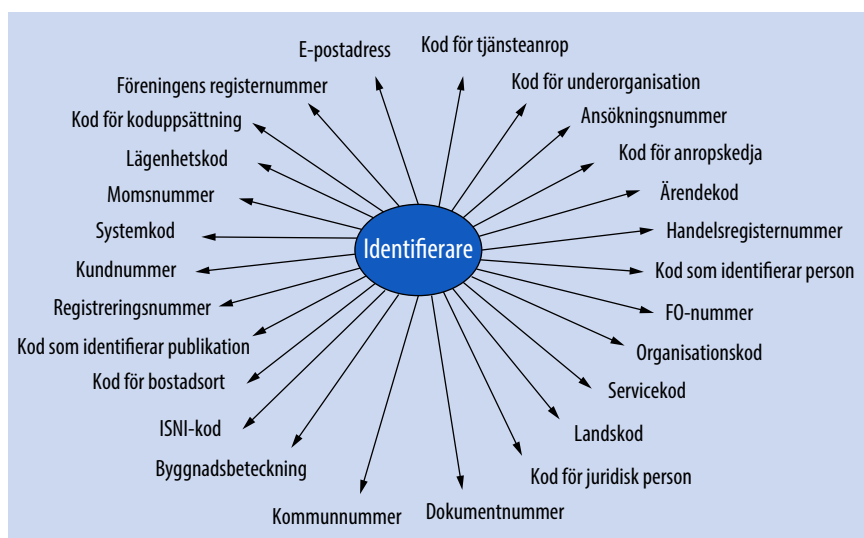 E-postadress
Kod för tjänsteanrop
Föreningens registernummer
Kod för underorganisation
Kod för koduppsättning
Ansökningsnummer
Lägenhetskod
Kod för anropskedja
Momsnummer
Ärendekod
Systemkod
Handelsregisternummer
Identifierare
Kundnummer
Kod som identifierar person
Registreringsnummer
FO-nummer
Kod som identifierar publikation
Organisationskod
Kod för bostadsort
Servicekod
ISNI-kod
Landskod
Byggnadsbeteckning
Kod för juridisk person
Kommunnummer
Dokumentnummer